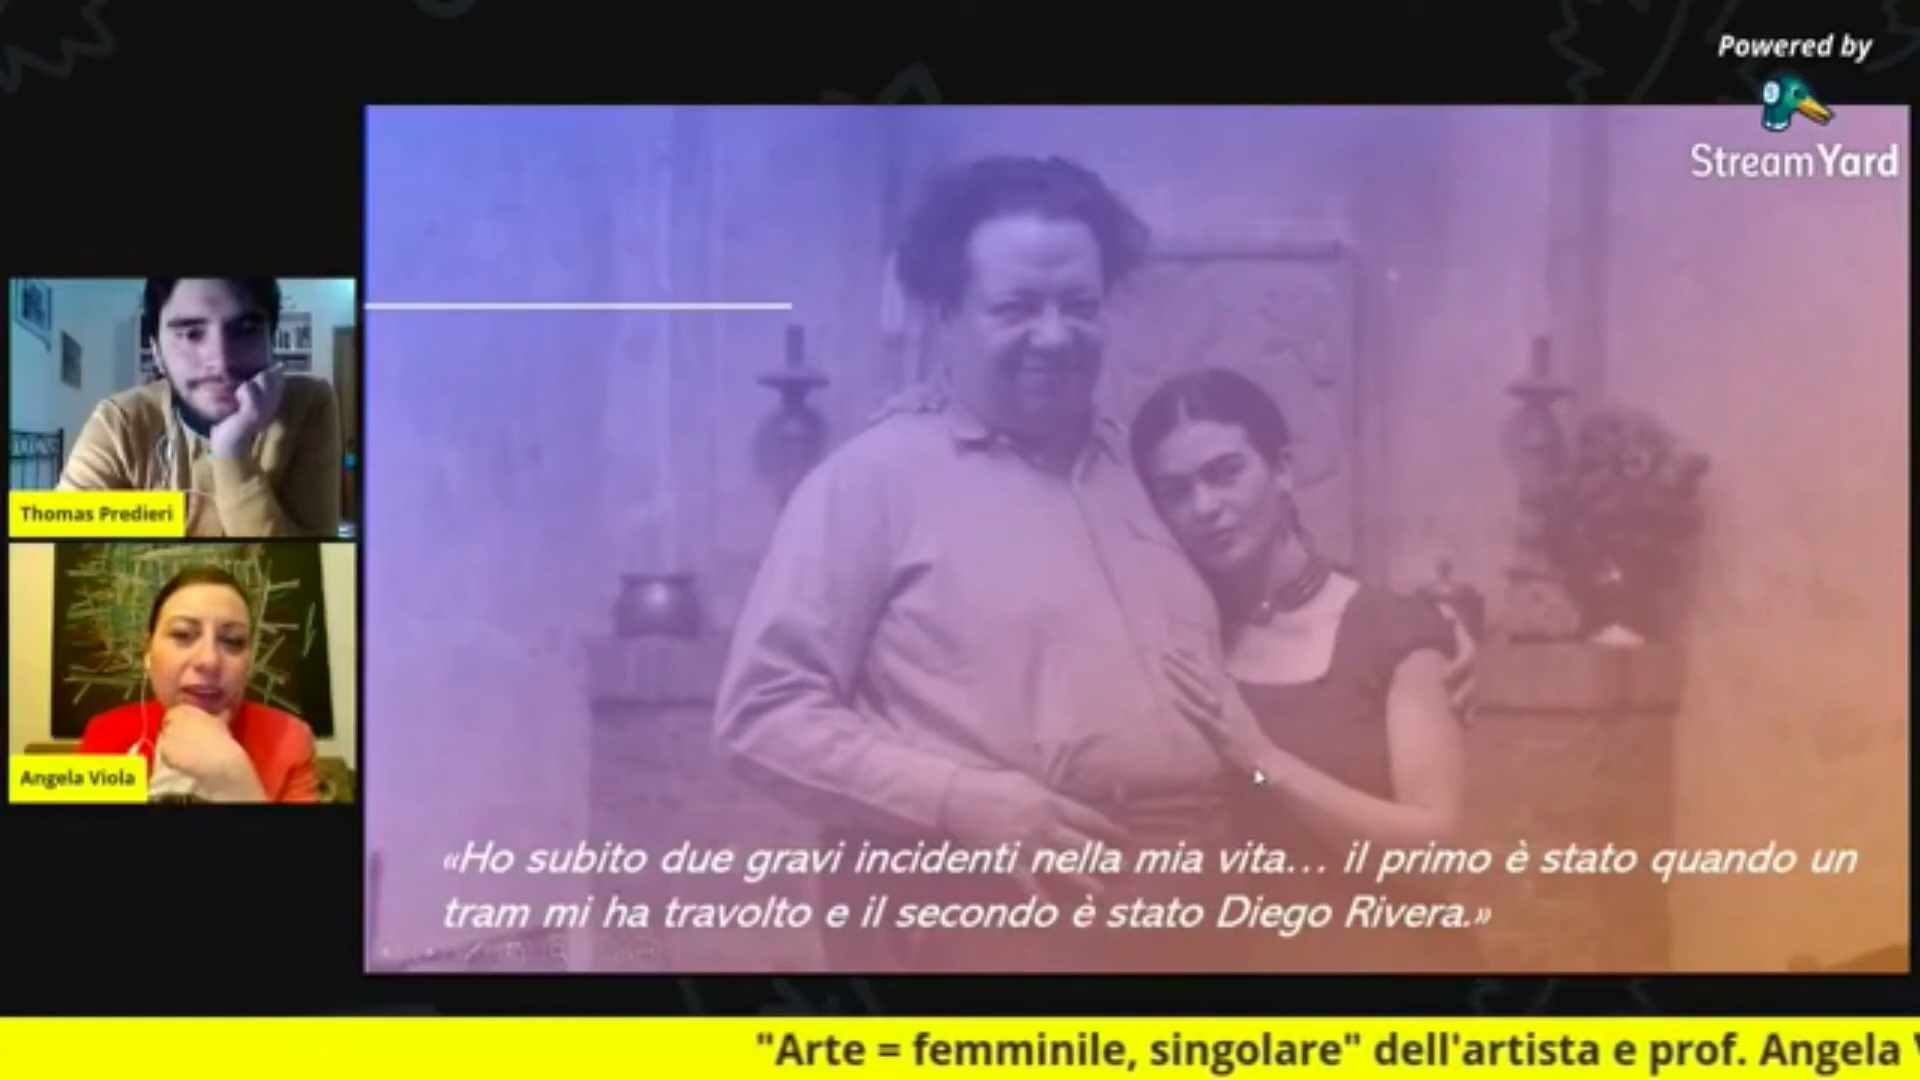 Powered by
StreamYard
Thomas Predieri
Angela Viola
«Ho subito due gravi incidenti nella mia vita... il primo è stato quando un
tram mi ha travolto e il secondo è stato Diego Rivera.»
"Arte = femminile, singolare" dell'artista e prof. Angela